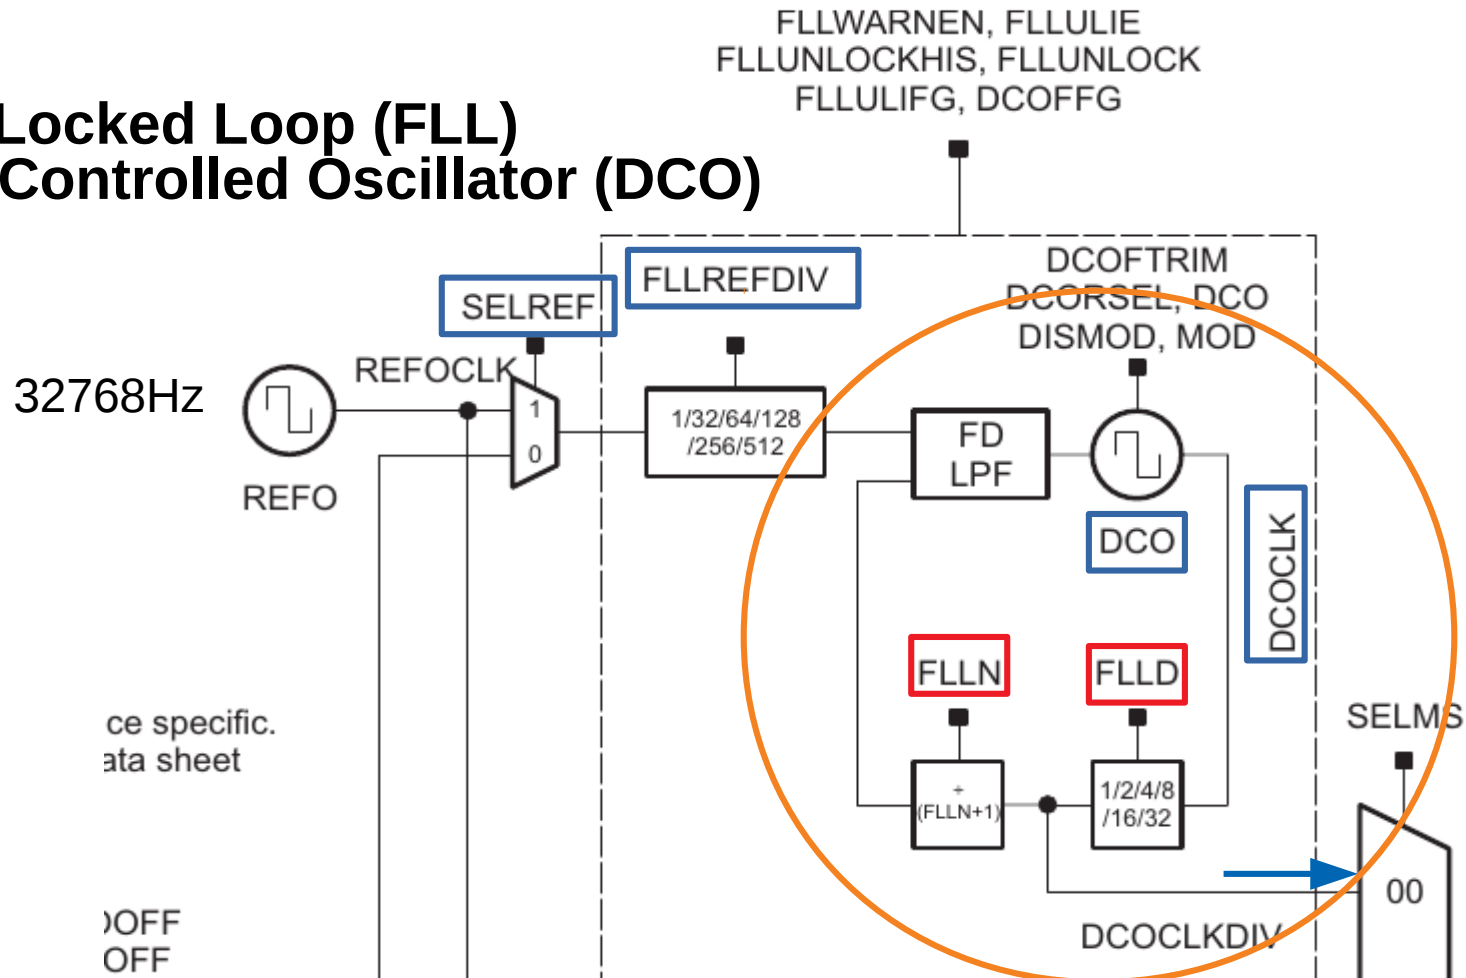 FLLWARNEN, FLLULIE
FLLUNLOCKHIS, FLLUNLOCK
FLLULIFG, DCOFFG
Locked Loop (FLL)
Controlled Oscillator (DCO)
FLLREFDIV
DCOFTRIM
DCORSEL, DCO
DISMOD, MOD
SELREF
REFOCLK
32768Hz
1
0
1/32/64/128
/256/512
FD
LPF
REFO
DCO
DCOCLK
FLLN
FLLD
SELMS
ce specific.
ata sheet
÷
(FLLN+1)
1/2/4/8
/16/32
00
DCOCLKDIV
OFF
OFF